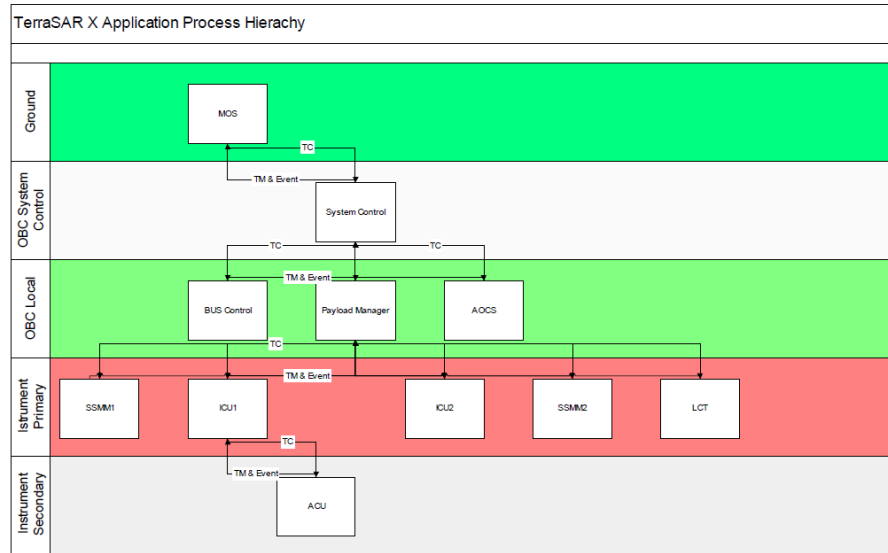 TerraSAR X Application Process Hierachy
Ground
MOS
TC
TM & Event
OBC System
Control
System Control
TC
TC
TM & Event
OBC Local
BUS Control
Payload Manager
AOCS
TC
TM & Event
Istrument
Primary
SSMM1
ICU1
ICU2
SSMM2
LCT
TC
TM & Event
Instrument
Secondary
ACU